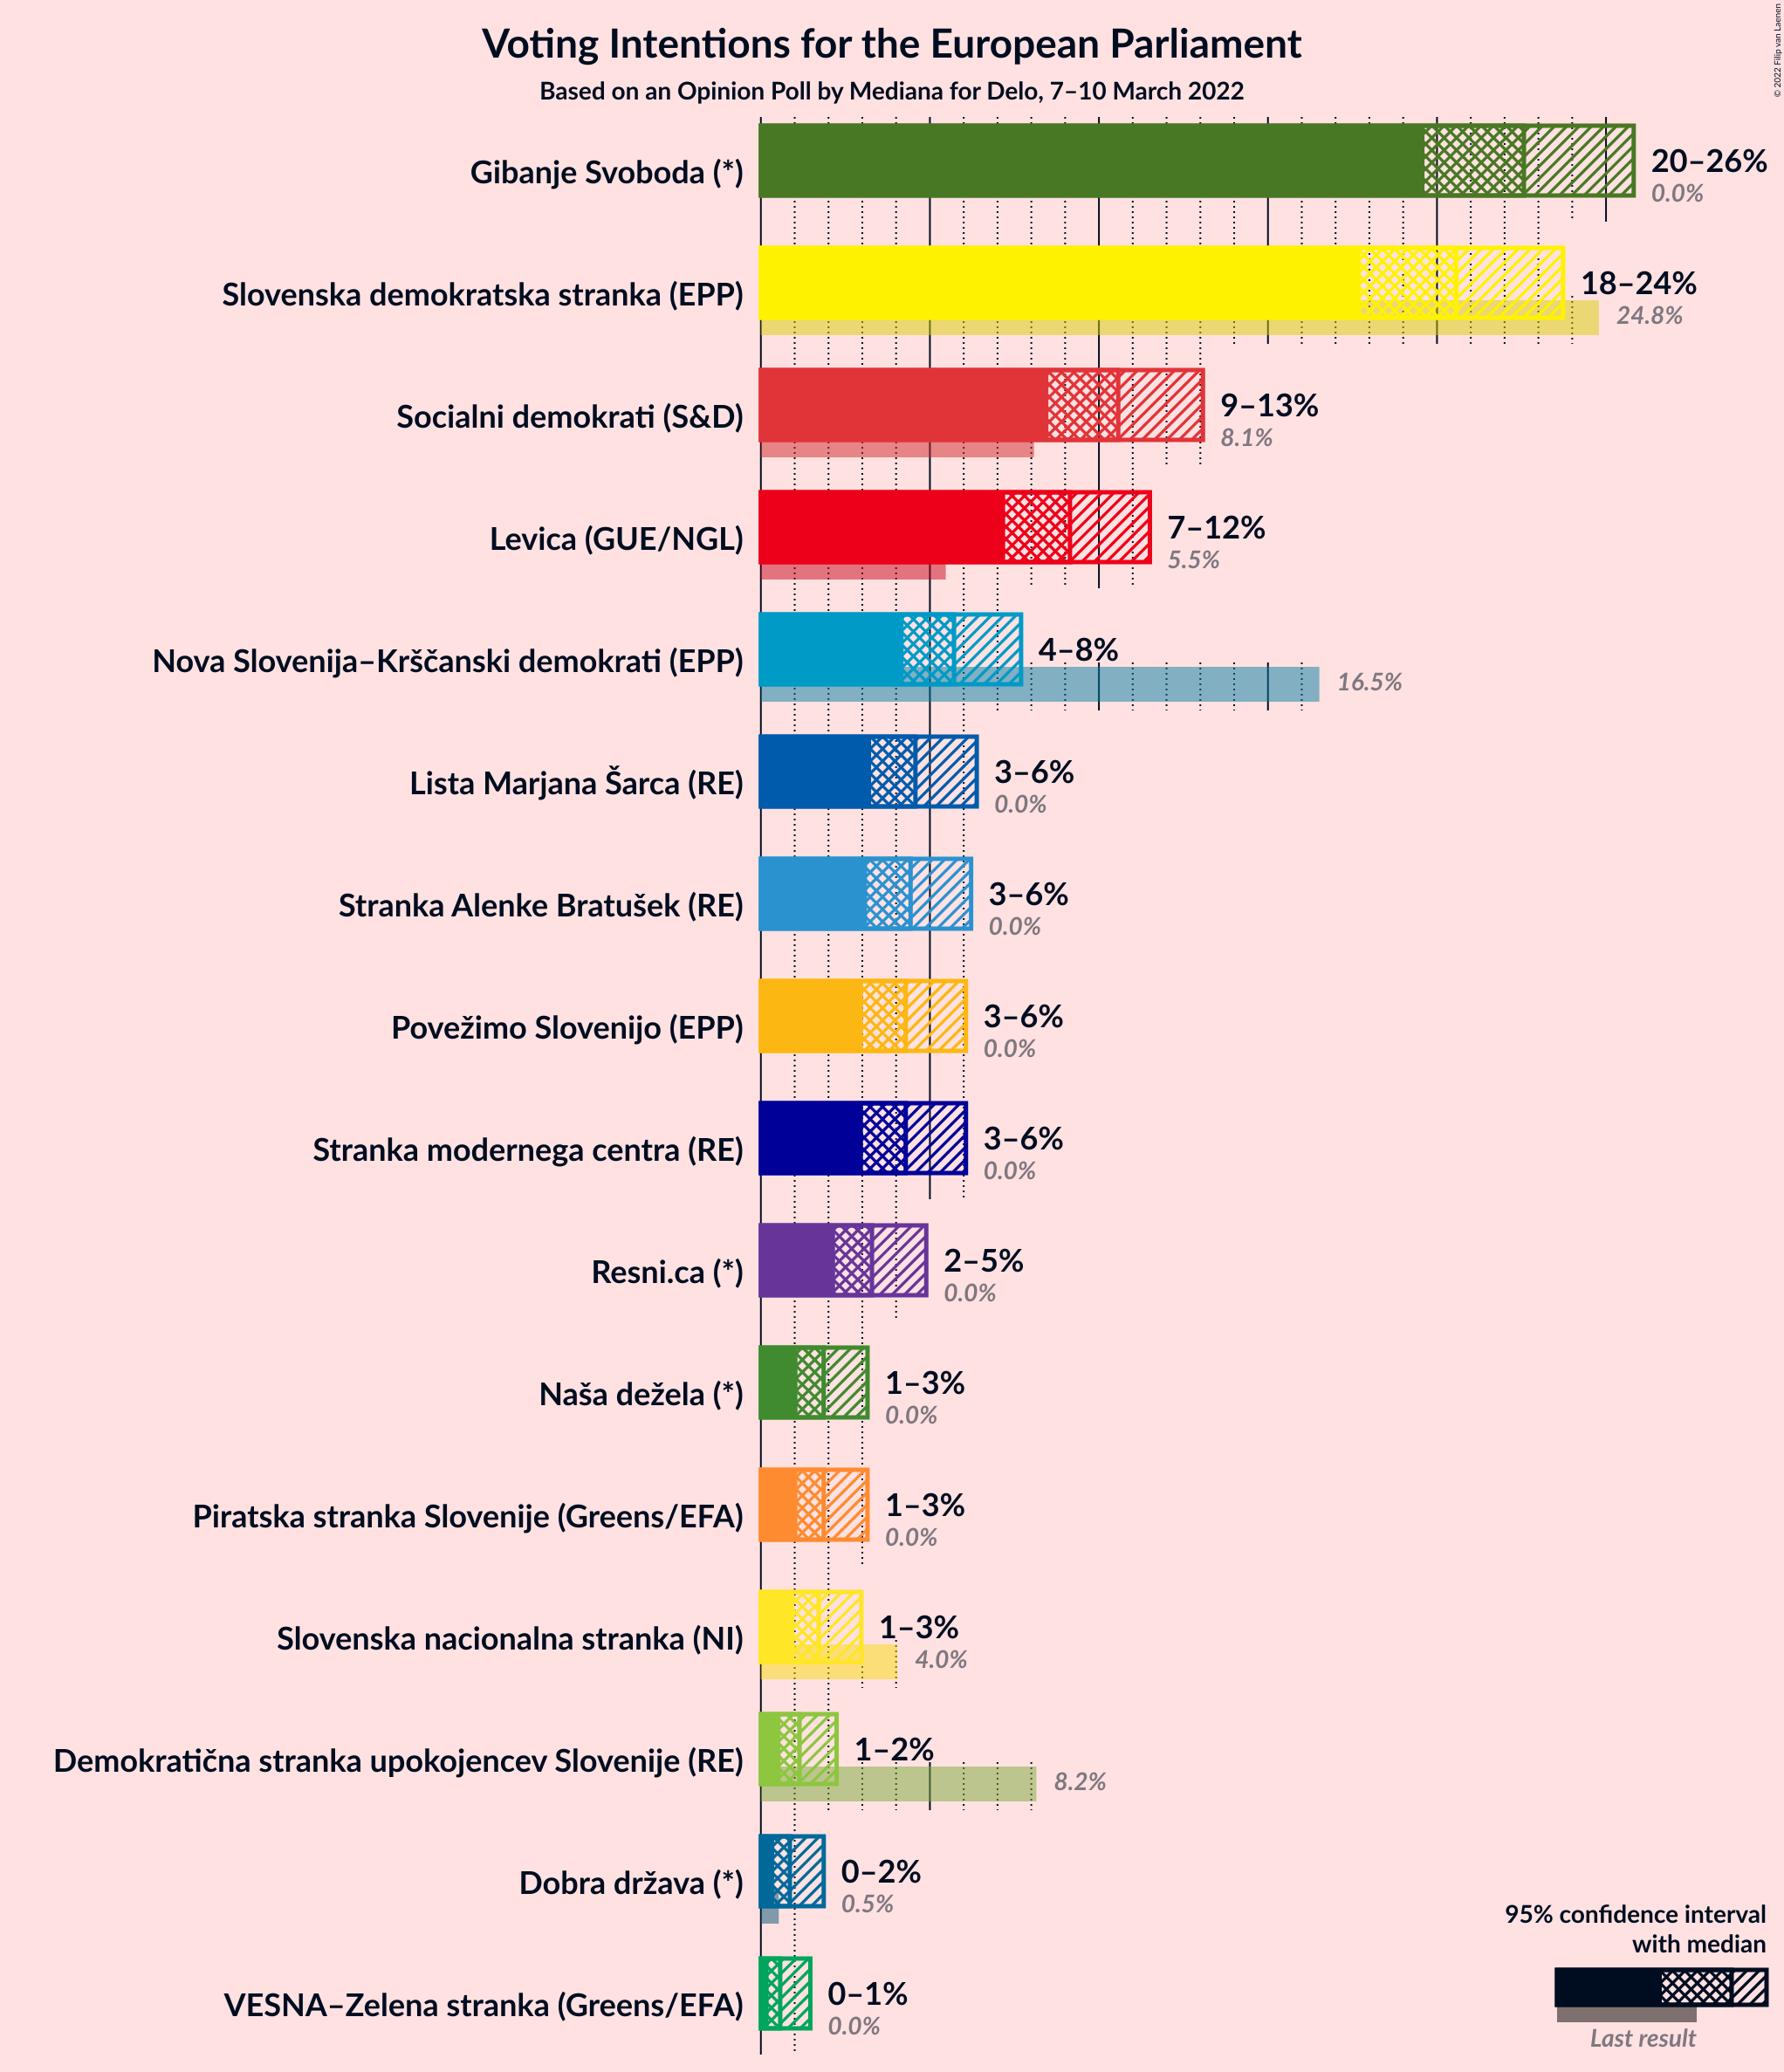 Voting Intentions for the European Parliament
Based on an Opinion Poll by Mediana for Delo, 7–10 March 2022
© 2022 Filip van Laenen
Gibanje Svoboda (*)
20–26%
0.0%
Slovenska demokratska stranka (EPP)
18–24%
24.8%
Socialni demokrati (S&D)
9–13%
8.1%
Levica (GUE/NGL)
7–12%
5.5%
Nova Slovenija–Krščanski demokrati (EPP)
4–8%
16.5%
Lista Marjana Šarca (RE)
3–6%
0.0%
Stranka Alenke Bratušek (RE)
3–6%
0.0%
Povežimo Slovenijo (EPP)
3–6%
0.0%
Stranka modernega centra (RE)
3–6%
0.0%
Resni.ca (*)
2–5%
0.0%
Naša dežela (*)
1–3%
0.0%
Piratska stranka Slovenije (Greens/EFA)
1–3%
0.0%
Slovenska nacionalna stranka (NI)
1–3%
4.0%
Demokratična stranka upokojencev Slovenije (RE)
1–2%
8.2%
Dobra država (*)
0–2%
0.5%
VESNA–Zelena stranka (Greens/EFA)
0–1%
0.0%
95% confidence interval
with median
Last result